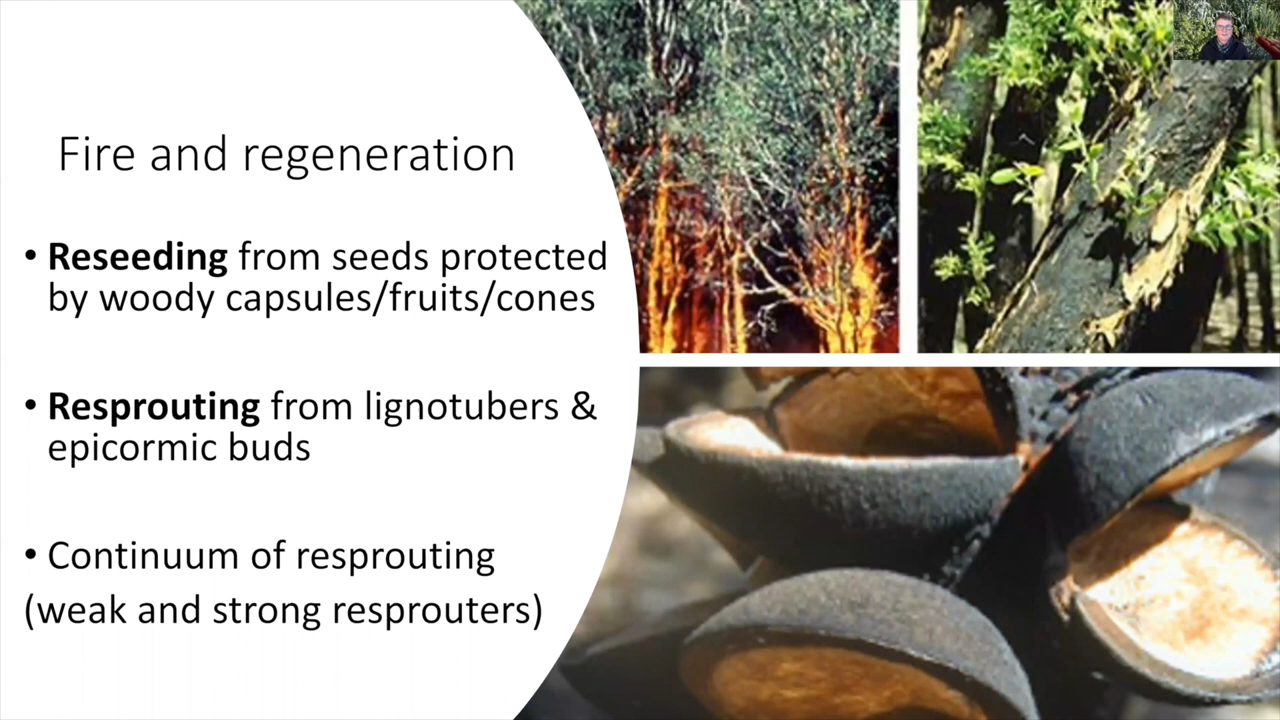 Fire and regeneration
• Reseeding from seeds protected
by woody capsules/fruits/cones
• Resprouting from lignotubers &
epicormic buds
• Continuum of resprouting
(weak and strong resprouters)